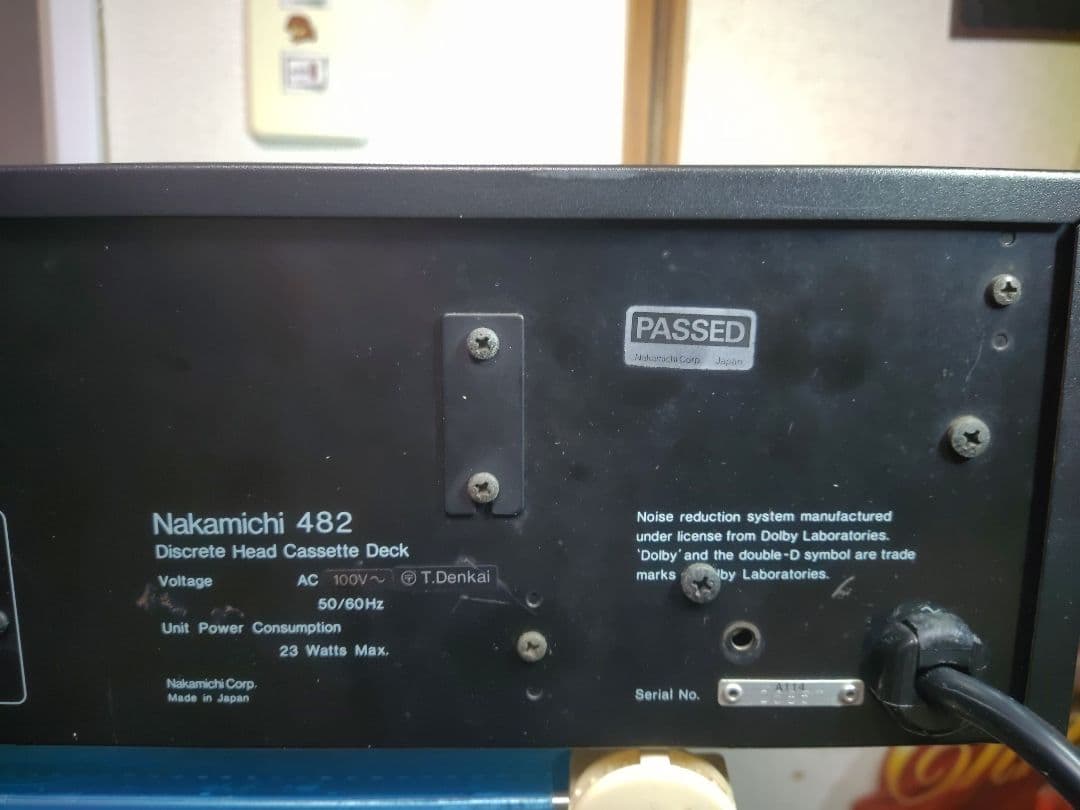 PASSED
Nakamichi Corp. Japan
Nakamichi 482
Discrete Head Cassette Deck
Voltage AC 100V~ T.Denkai
50/60Hz
Unit Power Consumption
23 Watts Max.
Nakamichi Corp.
Made in Japan
Noise reduction system manufactured
under license from Dolby Laboratories.
'Dolby' and the double-D symbol are trade
marks by Laboratories.
Serial No. A114